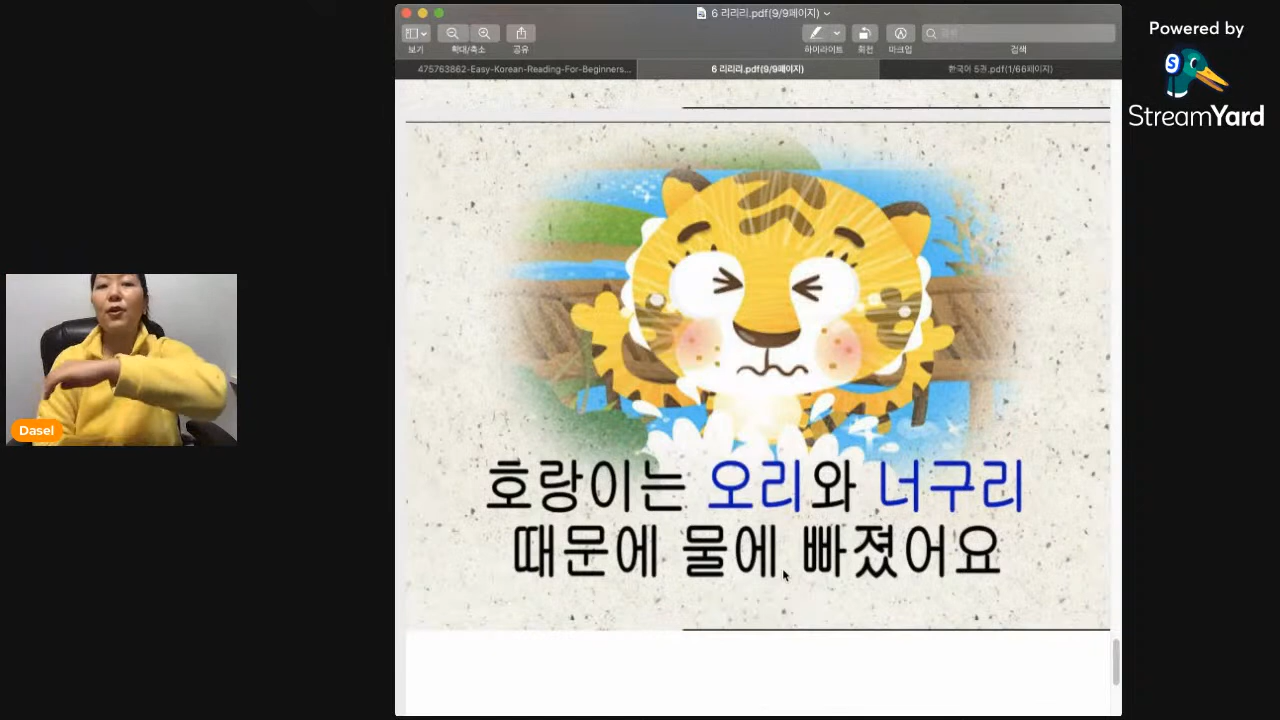 6 리리리.pdf(9/9페이지)
보기
확대/축소
공유
하이라이트
회전
마크업
검색
검색
475763862-Easy-Korean-Reading-For-Beginners...
6 리리리.pdf(9/9페이지)
한국어 5권.pdf(1/66페이지)
Powered by
S
StreamYard
Dasel
호랑이는 오리와 너구리
때문에 물에 빠졌어요